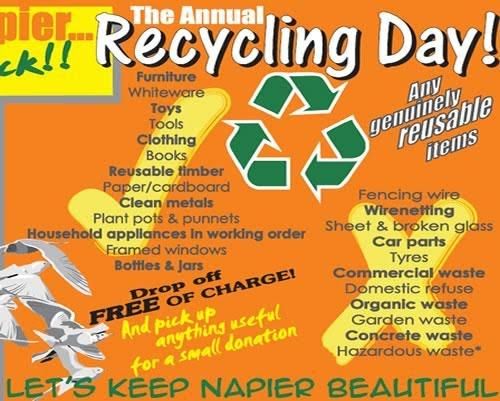 pier...
ck!!
The Annual
Recycling Day!
Any
genuinely
reusable
items
Furniture
Whiteware
Toys
Tools
Clothing
Books
Reusable timber
Paper/cardboard
Clean metals
Plant pots & punnets
Household appliances in working order
Framed windows
Bottles & jars
Fencing wire
Wirenetting
Sheet & broken glass
Car parts
Tyres
Commercial waste
Domestic refuse
Organic waste
Garden waste
Concrete waste
Hazardous waste*
Drop off
FREE OF CHARGE!
And pick up
anything useful
for a small donation
LET'S KEEP NAPIER BEAUTIFUL